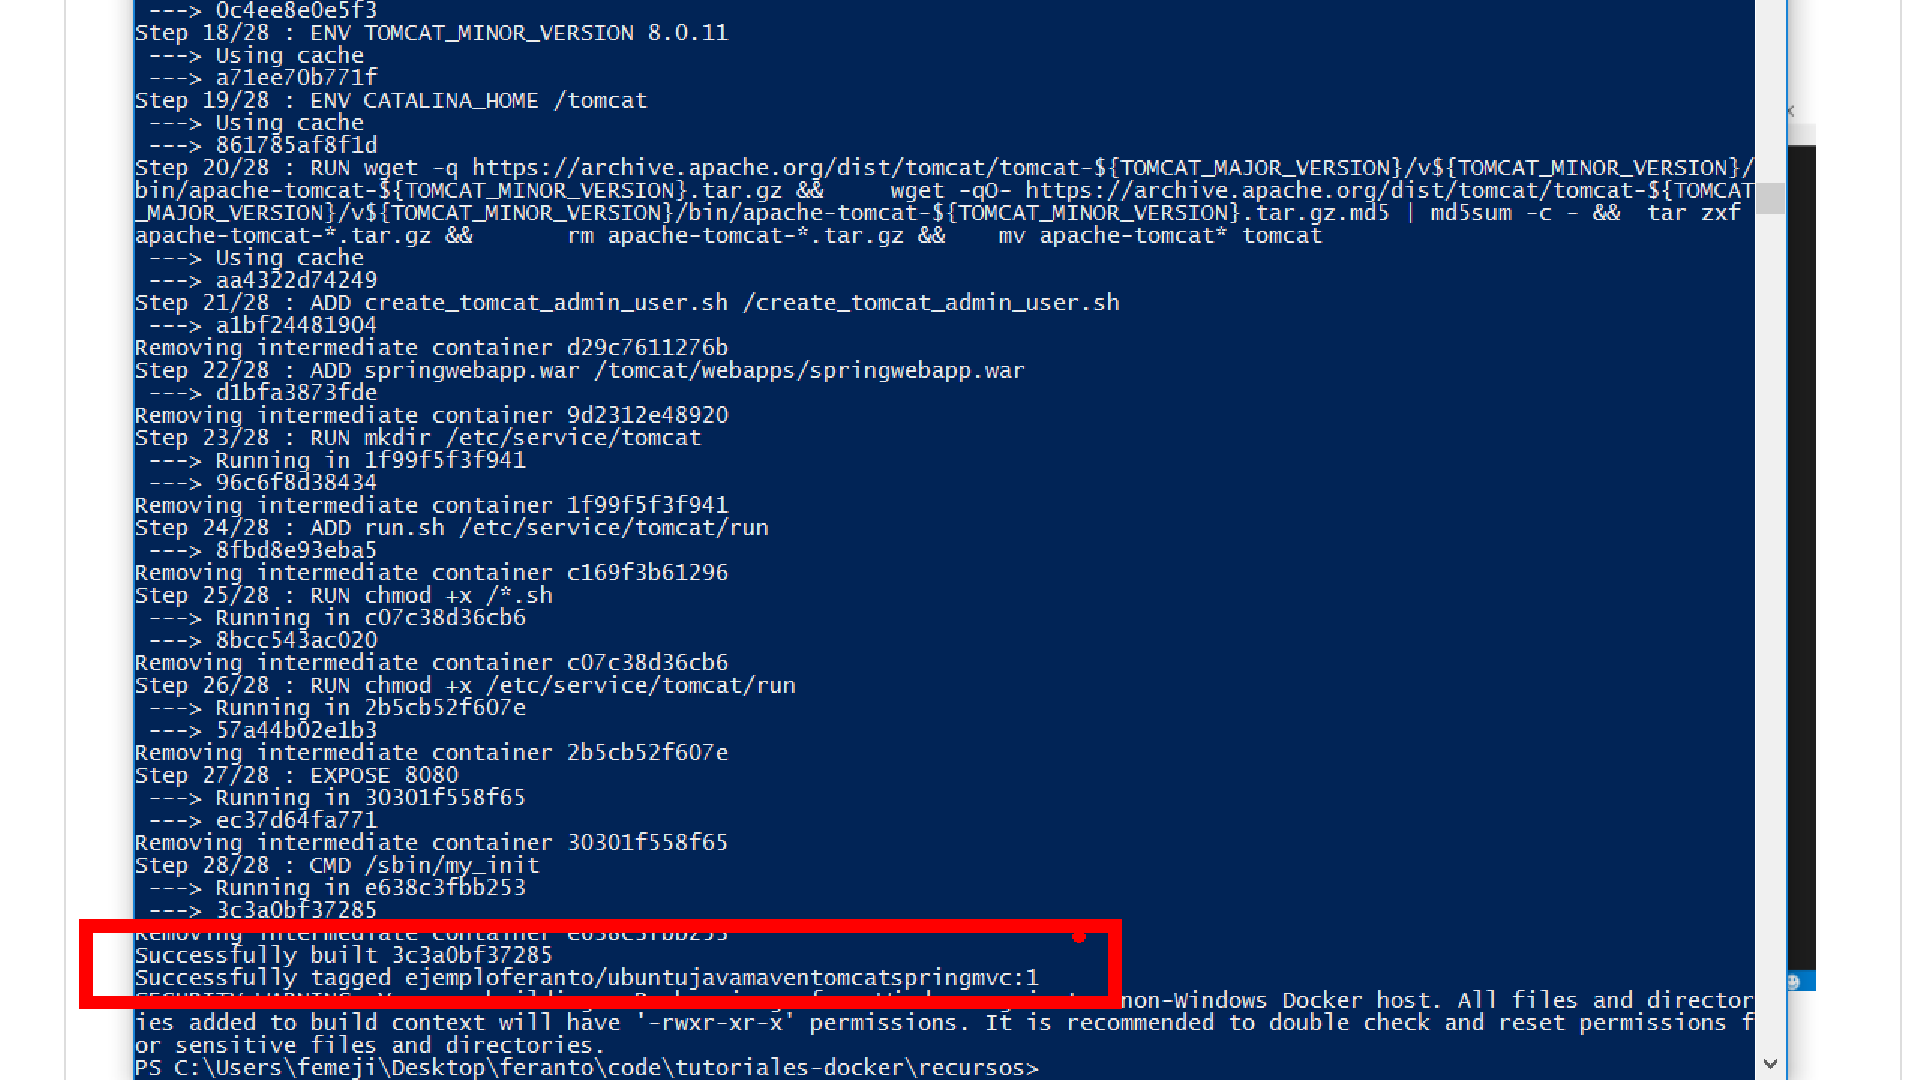 ---> 0c4ee8e0e5f3
Step 18/28 : ENV TOMCAT_MINOR_VERSION 8.0.11
---> Using cache
---> a71ee70b771f
Step 19/28 : ENV CATALINA_HOME /tomcat
---> Using cache
---> 861785af8f1d
Step 20/28 : RUN wget -q https://archive.apache.org/dist/tomcat/tomcat-${TOMCAT_MAJOR_VERSION}/v${TOMCAT_MINOR_VERSION}/
bin/apache-tomcat-${TOMCAT_MINOR_VERSION}.tar.gz &&     wget -qO- https://archive.apache.org/dist/tomcat/tomcat-${TOMCAT
_MAJOR_VERSION}/v${TOMCAT_MINOR_VERSION}/bin/apache-tomcat-${TOMCAT_MINOR_VERSION}.tar.gz.md5 | md5sum -c - &&  tar zxf
apache-tomcat-*.tar.gz &&       rm apache-tomcat-*.tar.gz &&    mv apache-tomcat* tomcat
---> Using cache
---> aa4322d74249
Step 21/28 : ADD create_tomcat_admin_user.sh /create_tomcat_admin_user.sh
---> a1bf24481904
Removing intermediate container d29c7611276b
Step 22/28 : ADD springwebapp.war /tomcat/webapps/springwebapp.war
---> d1bfa3873fde
Removing intermediate container 9d2312e48920
Step 23/28 : RUN mkdir /etc/service/tomcat
---> Running in 1f99f5f3f941
---> 96c6f8d38434
Removing intermediate container 1f99f5f3f941
Step 24/28 : ADD run.sh /etc/service/tomcat/run
---> 8fbd8e93eba5
Removing intermediate container c169f3b61296
Step 25/28 : RUN chmod +x /*.sh
---> Running in c07c38d36cb6
---> 8bcc543ac020
Removing intermediate container c07c38d36cb6
Step 26/28 : RUN chmod +x /etc/service/tomcat/run
---> Running in 2b5cb52f607e
---> 57a44b02e1b3
Removing intermediate container 2b5cb52f607e
Step 27/28 : EXPOSE 8080
---> Running in 30301f558f65
---> ec37d64fa771
Removing intermediate container 30301f558f65
Step 28/28 : CMD /sbin/my_init
---> Running in e638c3fbb253
---> 3c3a0bf37285
Removing intermediate container e638c3fbb253
Successfully built 3c3a0bf37285
Successfully tagged ejemploferanto/ubuntujavamaventomcatspringmvc:1
SECURITY WARNING: non-Windows Docker host. All files and director
ies added to build context will have '-rwxr-xr-x' permissions. It is recommended to double check and reset permissions f
or sensitive files and directories.
PS C:\Users\femeji\Desktop\feranto\code\tutoriales-docker\recursos>